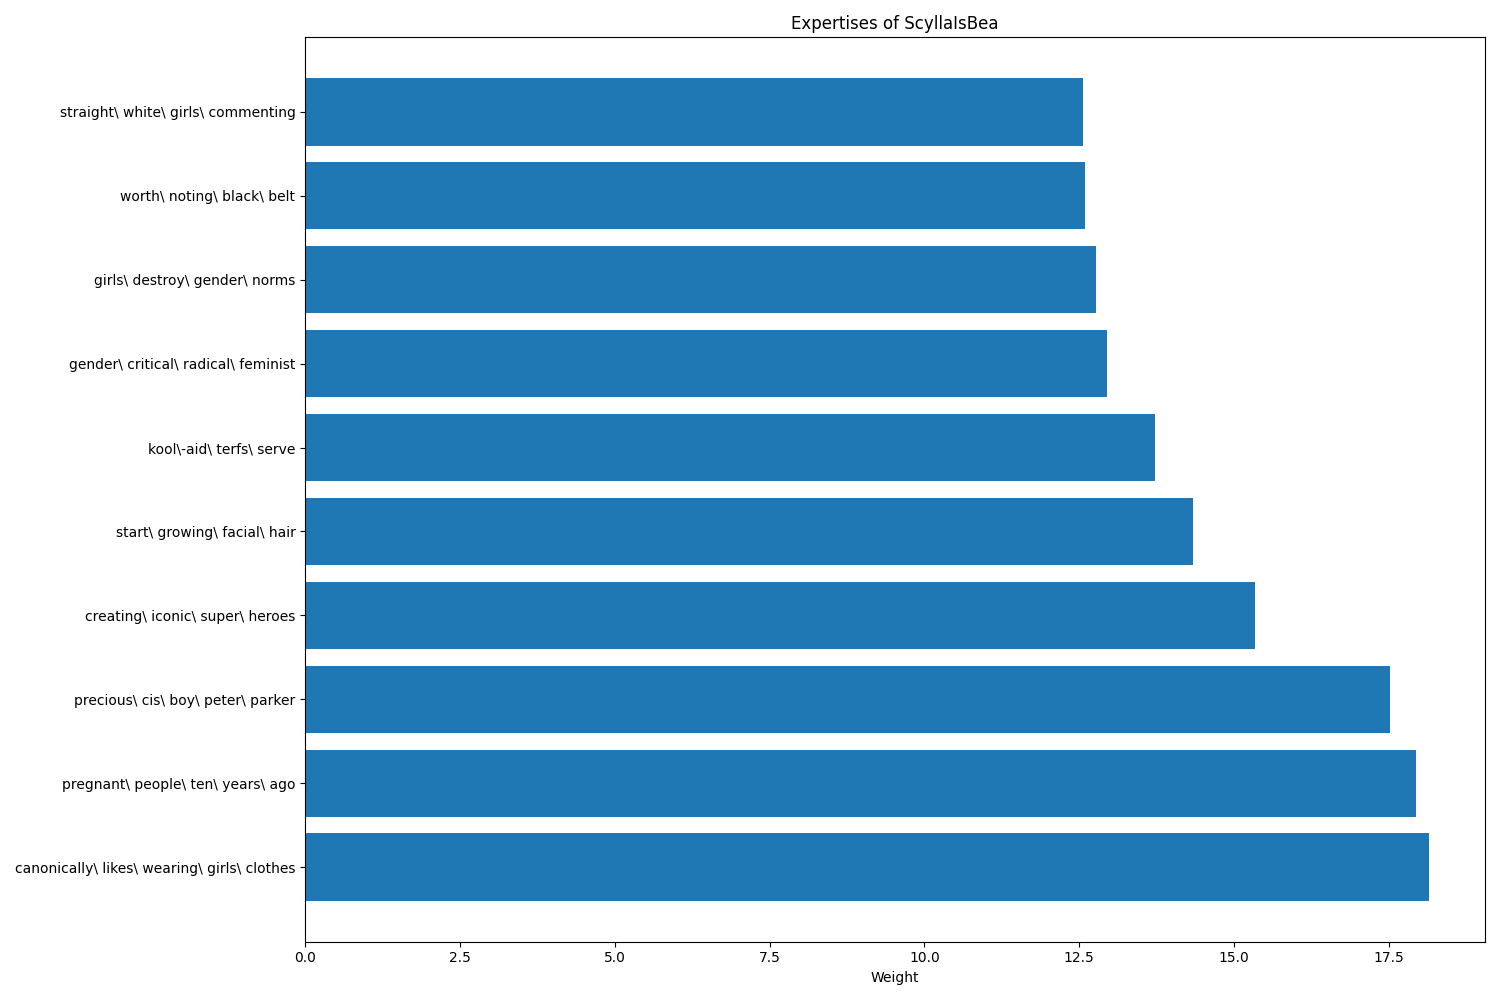 Expertises of ScyllaIsBea
straight\ white\ girls\ commenting
worth\ noting\ black\ belt
girls\ destroy\ gender\ norms
gender\ critical\ radical\ feminist
kool\-aid\ terfs\ serve
start\ growing\ facial\ hair
creating\ iconic\ super\ heroes
precious\ cis\ boy\ peter\ parker
pregnant\ people\ ten\ years\ ago
canonically\ likes\ wearing\ girls\ clothes
0.0 2.5 5.0 7.5 10.0 12.5 15.0 17.5
Weight